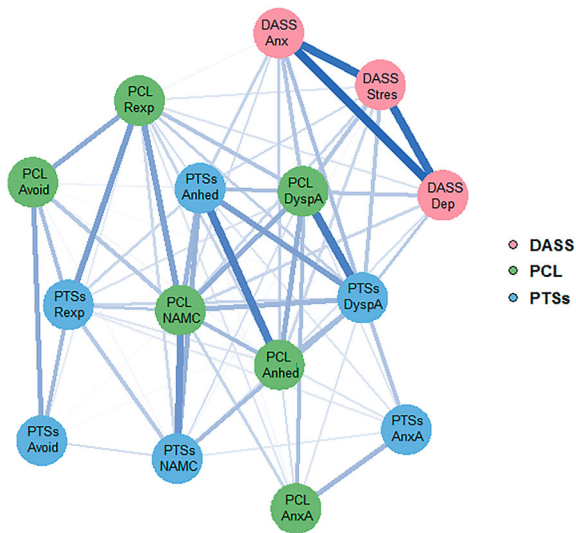 DASS
Anx
DASS
Stres
PCL
Rexp
PCL
Avoid
PTSs
Anhed
PCL
DyspA
DASS
Dep
DASS
PCL
PTSs
PTSs
Rexp
PCL
NAMC
PTSs
DyspA
PCL
Anhed
PTSs
Avoid
PTSs
NAMC
PTSs
AnxA
PCL
AnxA